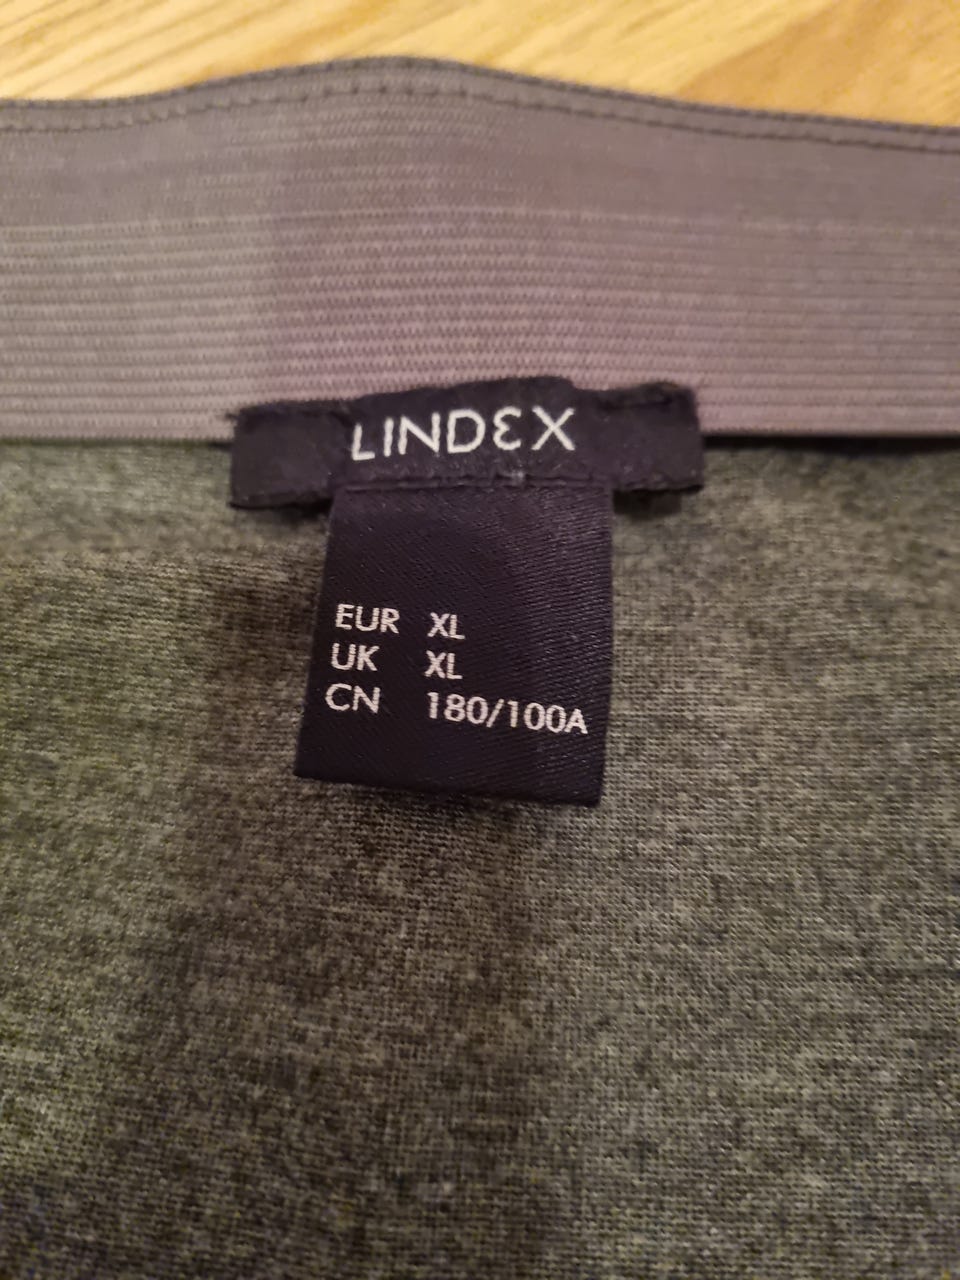 LINDEX
EUR XL
UK XL
CN 180/100A